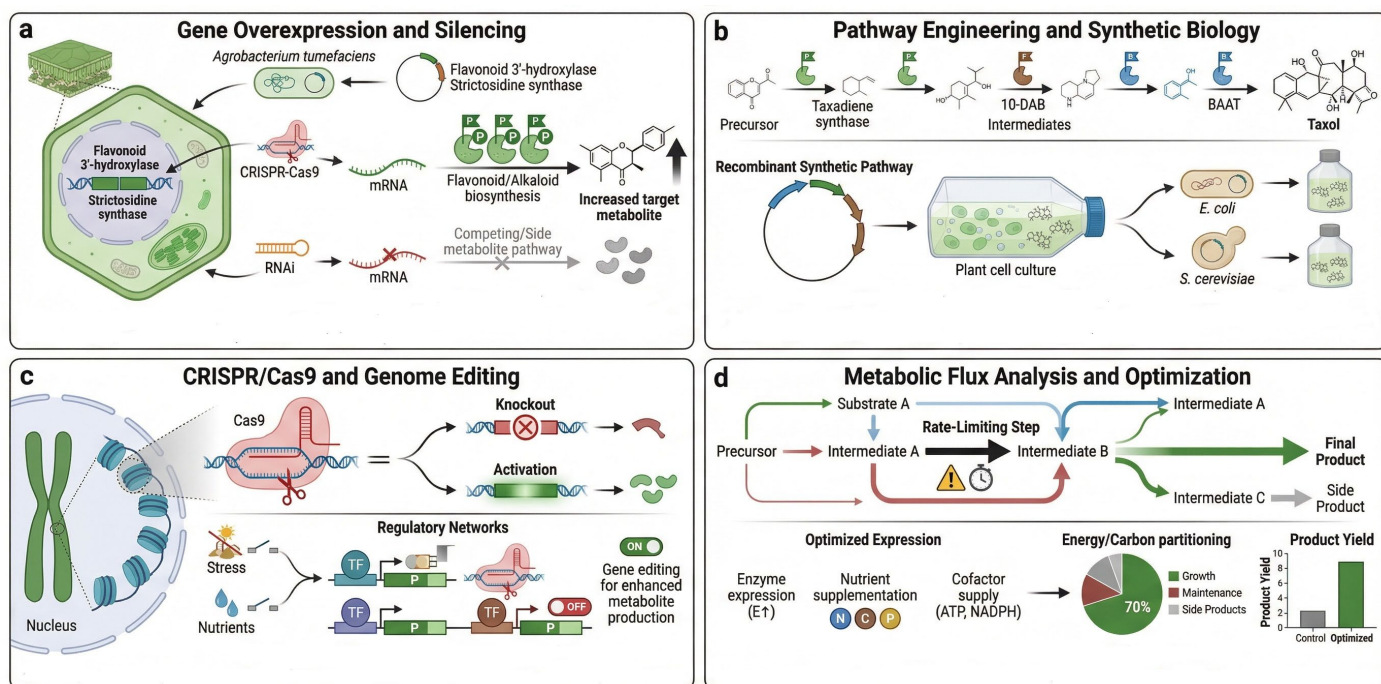 a
Gene Overexpression and Silencing
Agrobacterium tumefaciens
Flavonoid 3'-hydroxylase
Strictosidine synthase
Flavonoid
3'-hydroxylase
Strictosidine
synthase
CRISPR-Cas9
mRNA
P P P
P P P
Flavonoid/Alkaloid
biosynthesis
O
O
Increased target
metabolite
RNAi
mRNA
Competing/Side
metabolite pathway
b
Pathway Engineering and Synthetic Biology
P P F B B
Precursor
Taxadiene
synthase
10-DAB
Intermediates
BAAT
Taxol
Recombinant Synthetic Pathway
Plant cell culture
E. coli
S. cerevisiae
c
CRISPR/Cas9 and Genome Editing
Cas9
Knockout
Activation
Nucleus
Regulatory Networks
Stress
Nutrients
TF
P
TF
P
TF
OFF
P
ON
Gene editing
for enhanced
metabolite
production
d
Metabolic Flux Analysis and Optimization
Substrate A
Intermediate A
Rate-Limiting Step
Precursor
Intermediate A
Intermediate B
Final
Product
Intermediate C
Side
Product
Optimized Expression
Enzyme
expression
(E↑)
Nutrient
supplementation
N C P
Cofactor
supply
(ATP, NADPH)
Energy/Carbon partitioning
70%
Growth
Maintenance
Side Products
Product Yield
Product Yield
10
8
6
4
2
0
Control
Optimized